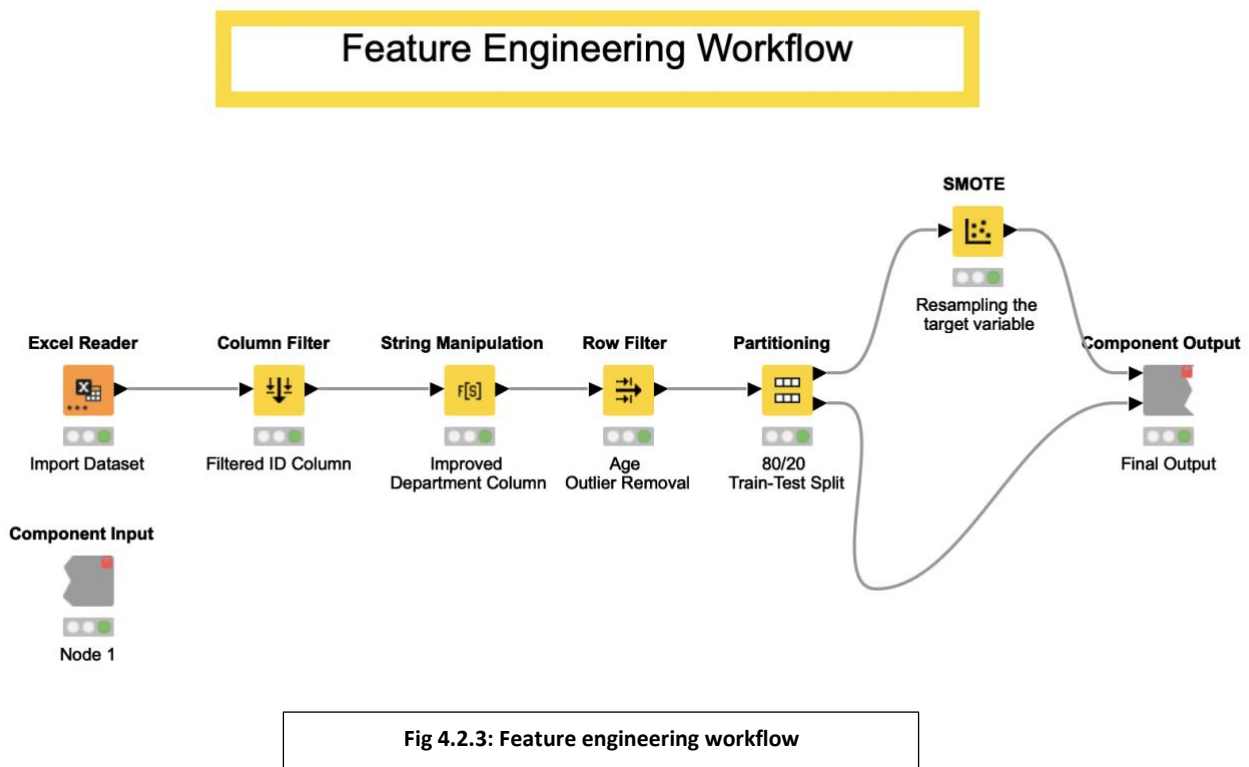 Feature Engineering Workflow
SMOTE
Resampling the
target variable
Excel Reader
Column Filter
String Manipulation
Row Filter
Partitioning
Component Output
X
F[S]
Import Dataset
Filtered ID Column
Improved
Department Column
Age
Outlier Removal
80/20
Train-Test Split
Final Output
Component Input
Node 1
Fig 4.2.3: Feature engineering workflow